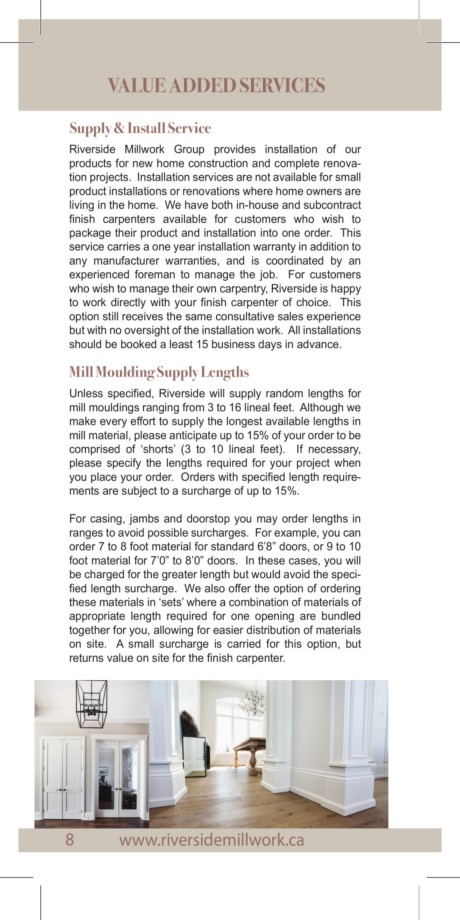 VALUE ADDED SERVICES
Supply & Install Service
Riverside Millwork Group provides installation of our
products for new home construction and complete renova-
tion projects.  Installation services are not available for small
product installations or renovations where home owners are
living in the home.  We have both in-house and subcontract
finish carpenters available for customers who wish to
package their product and installation into one order.  This
service carries a one year installation warranty in addition to
any manufacturer warranties, and is coordinated by an
experienced foreman to manage the job.  For customers
who wish to manage their own carpentry, Riverside is happy
to work directly with your finish carpenter of choice.  This
option still receives the same consultative sales experience
but with no oversight of the installation work.  All installations
should be booked a least 15 business days in advance.
Mill Moulding Supply Lengths
Unless specified, Riverside will supply random lengths for
mill mouldings ranging from 3 to 16 lineal feet.  Although we
make every effort to supply the longest available lengths in
mill material, please anticipate up to 15% of your order to be
comprised of ‘shorts’ (3 to 10 lineal feet).  If necessary,
please specify the lengths required for your project when
you place your order.  Orders with specified length require-
ments are subject to a surcharge of up to 15%.
For casing, jambs and doorstop you may order lengths in
ranges to avoid possible surcharges.  For example, you can
order 7 to 8 foot material for standard 6’8” doors, or 9 to 10
foot material for 7’0” to 8’0” doors.  In these cases, you will
be charged for the greater length but would avoid the speci-
fied length surcharge.  We also offer the option of ordering
these materials in ‘sets’ where a combination of materials of
appropriate length required for one opening are bundled
together for you, allowing for easier distribution of materials
on site.  A small surcharge is carried for this option, but
returns value on site for the finish carpenter.
8 www.riversidemillwork.ca